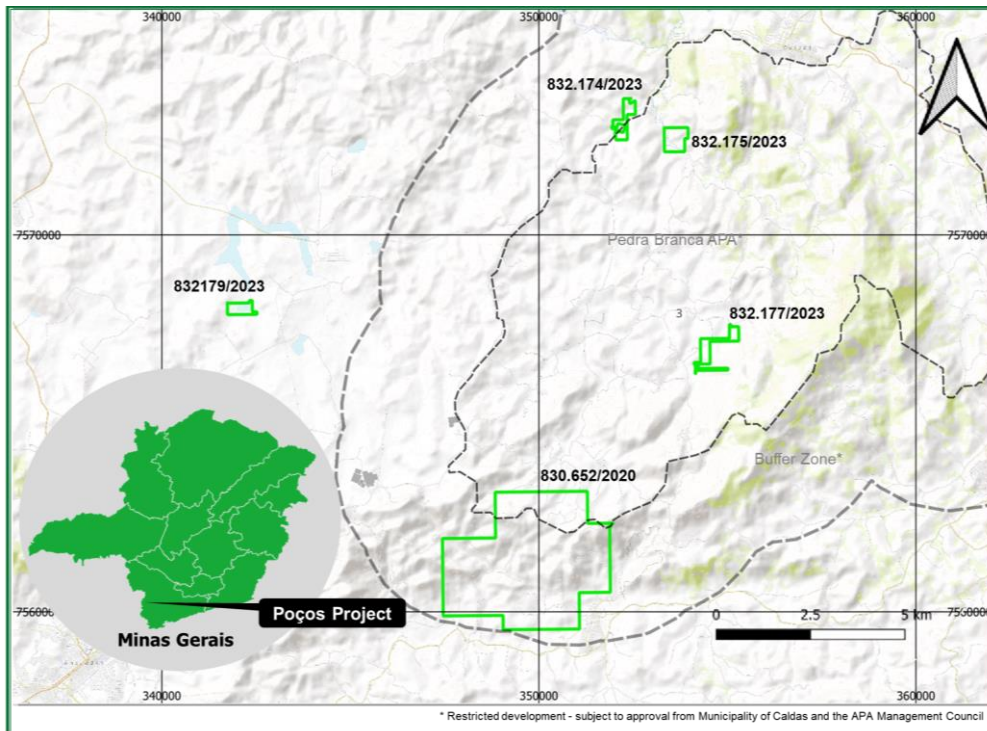 340000
350000
360000
832.174/2023
832.175/2023
7570000
Pedra Branca APA*
7570000
832179/2023
3
832.177/2023
Buffer Zone*
830.652/2020
7560000
Poços Project
Minas Gerais
0
2.5
5 km
340000
350000
360000
* Restricted development - subject to approval from Municipality of Caldas and the APA Management Council